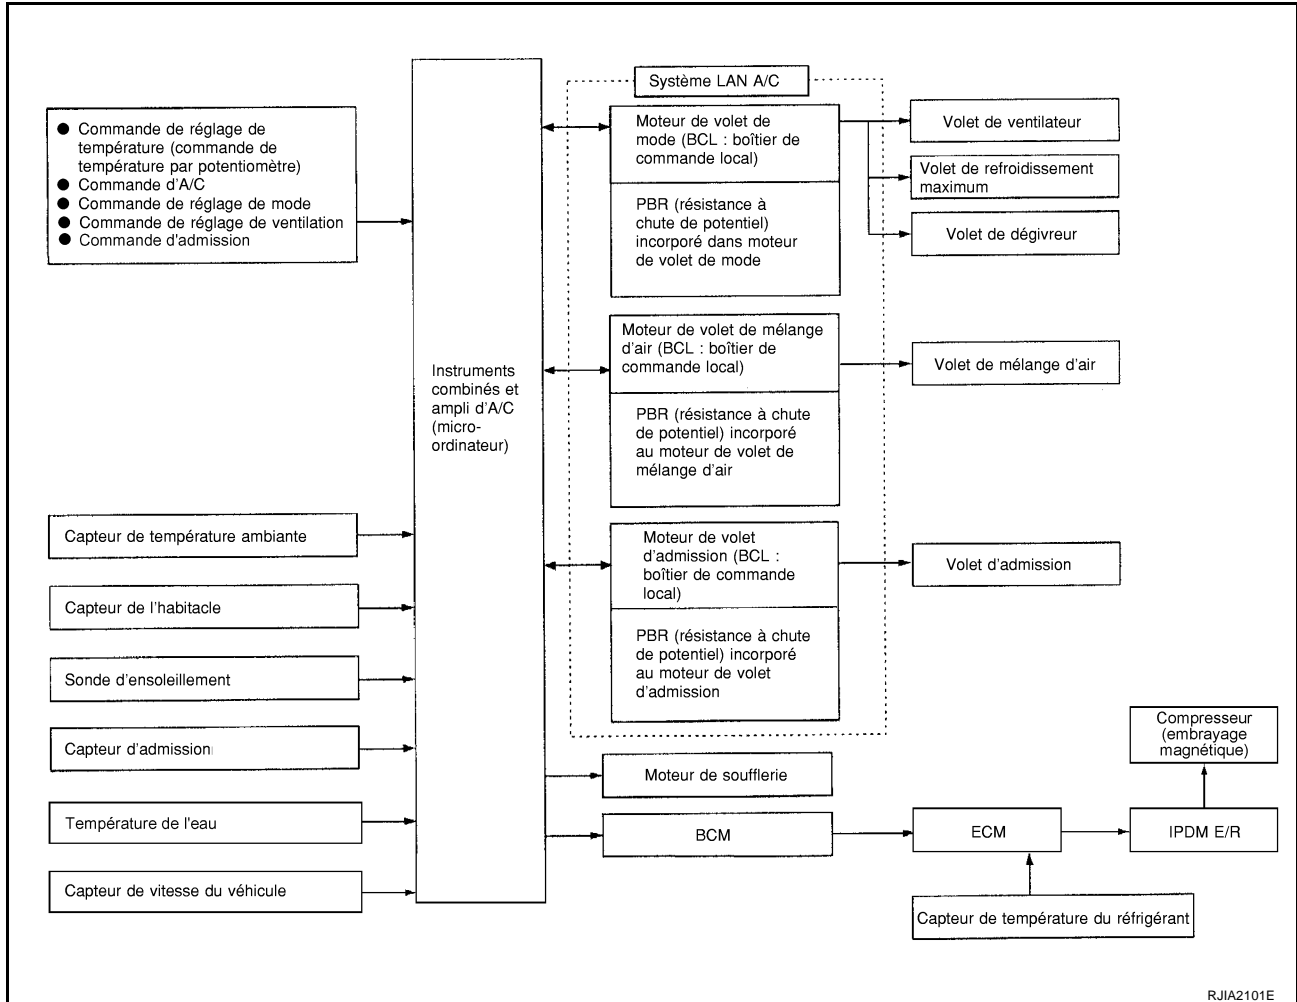 Système LAN A/C
● Commande de réglage de
température (commande de
température par potentiomètre)
● Commande d'A/C
● Commande de réglage de mode
● Commande de réglage de ventilation
● Commande d'admission
Capteur de température ambiante
Capteur de l'habitacle
Sonde d'ensoleillement
Capteur d'admission
Température de l'eau
Capteur de vitesse du véhicule
Instruments
combinés et
ampli d'A/C
(micro-
ordinateur)
Moteur de volet de
mode (BCL : boîtier de
commande local)
PBR (résistance à
chute de potentiel)
incorporé dans moteur
de volet de mode
Moteur de volet de mélange
d'air (BCL : boîtier de
commande local)
PBR (résistance à chute
de potentiel) incorporé
au moteur de volet de
mélange d'air
Moteur de volet
d'admission (BCL :
boîtier de commande
local)
PBR (résistance à chute
de potentiel) incorporé
au moteur de volet
d'admission
Moteur de soufflerie
BCM
Volet de ventilateur
Volet de refroidissement
maximum
Volet de dégivreur
Volet de mélange d'air
Volet d'admission
Compresseur
(embrayage
magnétique)
ECM
IPDM E/R
Capteur de température du réfrigérant
RJIA2101E